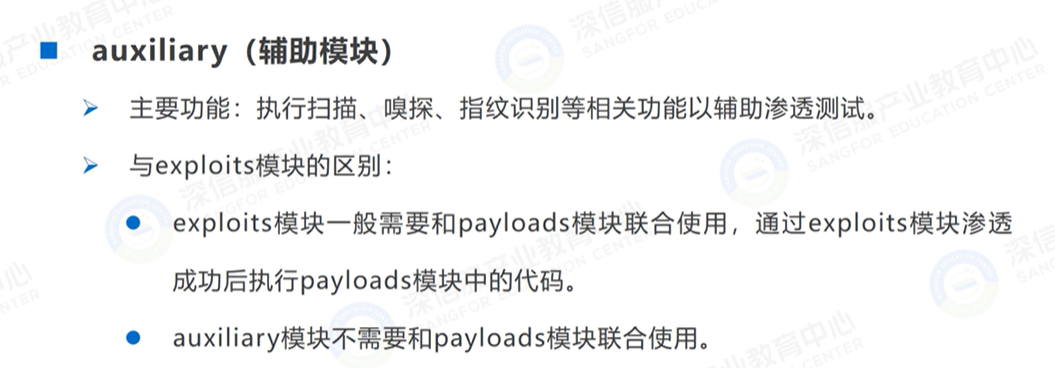 auxiliary（辅助模块）
主要功能：执行扫描、嗅探、指纹识别等相关功能以辅助渗透测试。
与exploits模块的区别：
exploits模块一般需要和payloads模块联合使用，通过exploits模块渗透
成功后执行payloads模块中的代码。
auxiliary模块不需要和payloads模块联合使用。
深信服产业教育中心
SANGFOR EDUCATION CENTER